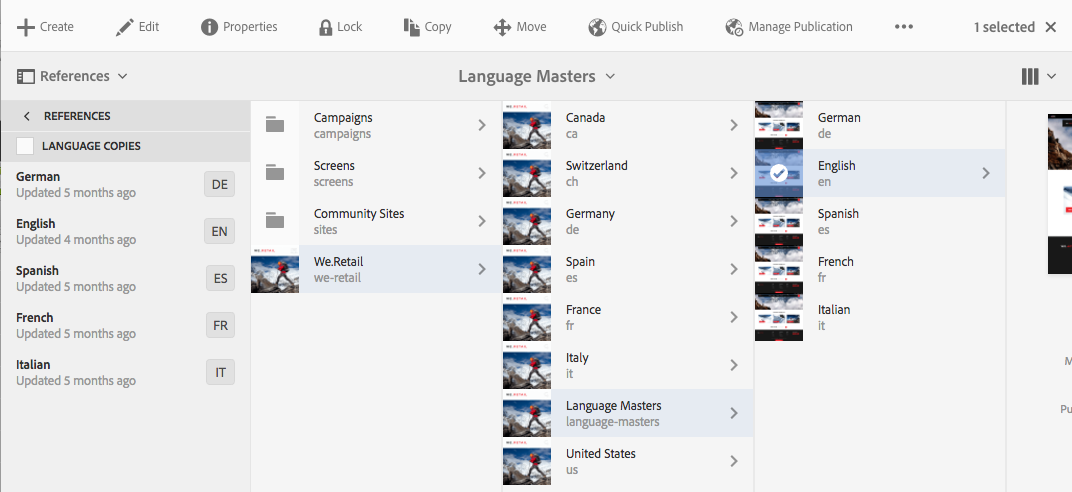 Create
Edit
Properties
Lock
Copy
Move
Quick Publish
Manage Publication
1 selected
References
Language Masters
REFERENCES
LANGUAGE COPIES
German
Updated 5 months ago
DE
English
Updated 4 months ago
EN
Spanish
Updated 5 months ago
ES
French
Updated 5 months ago
FR
Italian
Updated 5 months ago
IT
Campaigns
campaigns
Screens
screens
Community Sites
sites
We.Retail
we-retail
Canada
ca
Switzerland
ch
Germany
de
Spain
es
France
fr
Italy
it
Language Masters
language-masters
United States
us
German
de
English
en
Spanish
es
French
fr
Italian
it